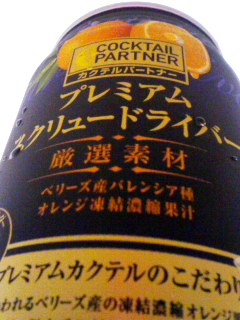 COCKTAIL
PARTNER
カクテルパートナー
プレミアム
スクリュードライバー
厳選素材
ベリーズ産バレンシア種
オレンジ凍結濃縮果汁
プレミアムカクテルのこだわり
われるベリーズ産の凍結濃縮オレンジ